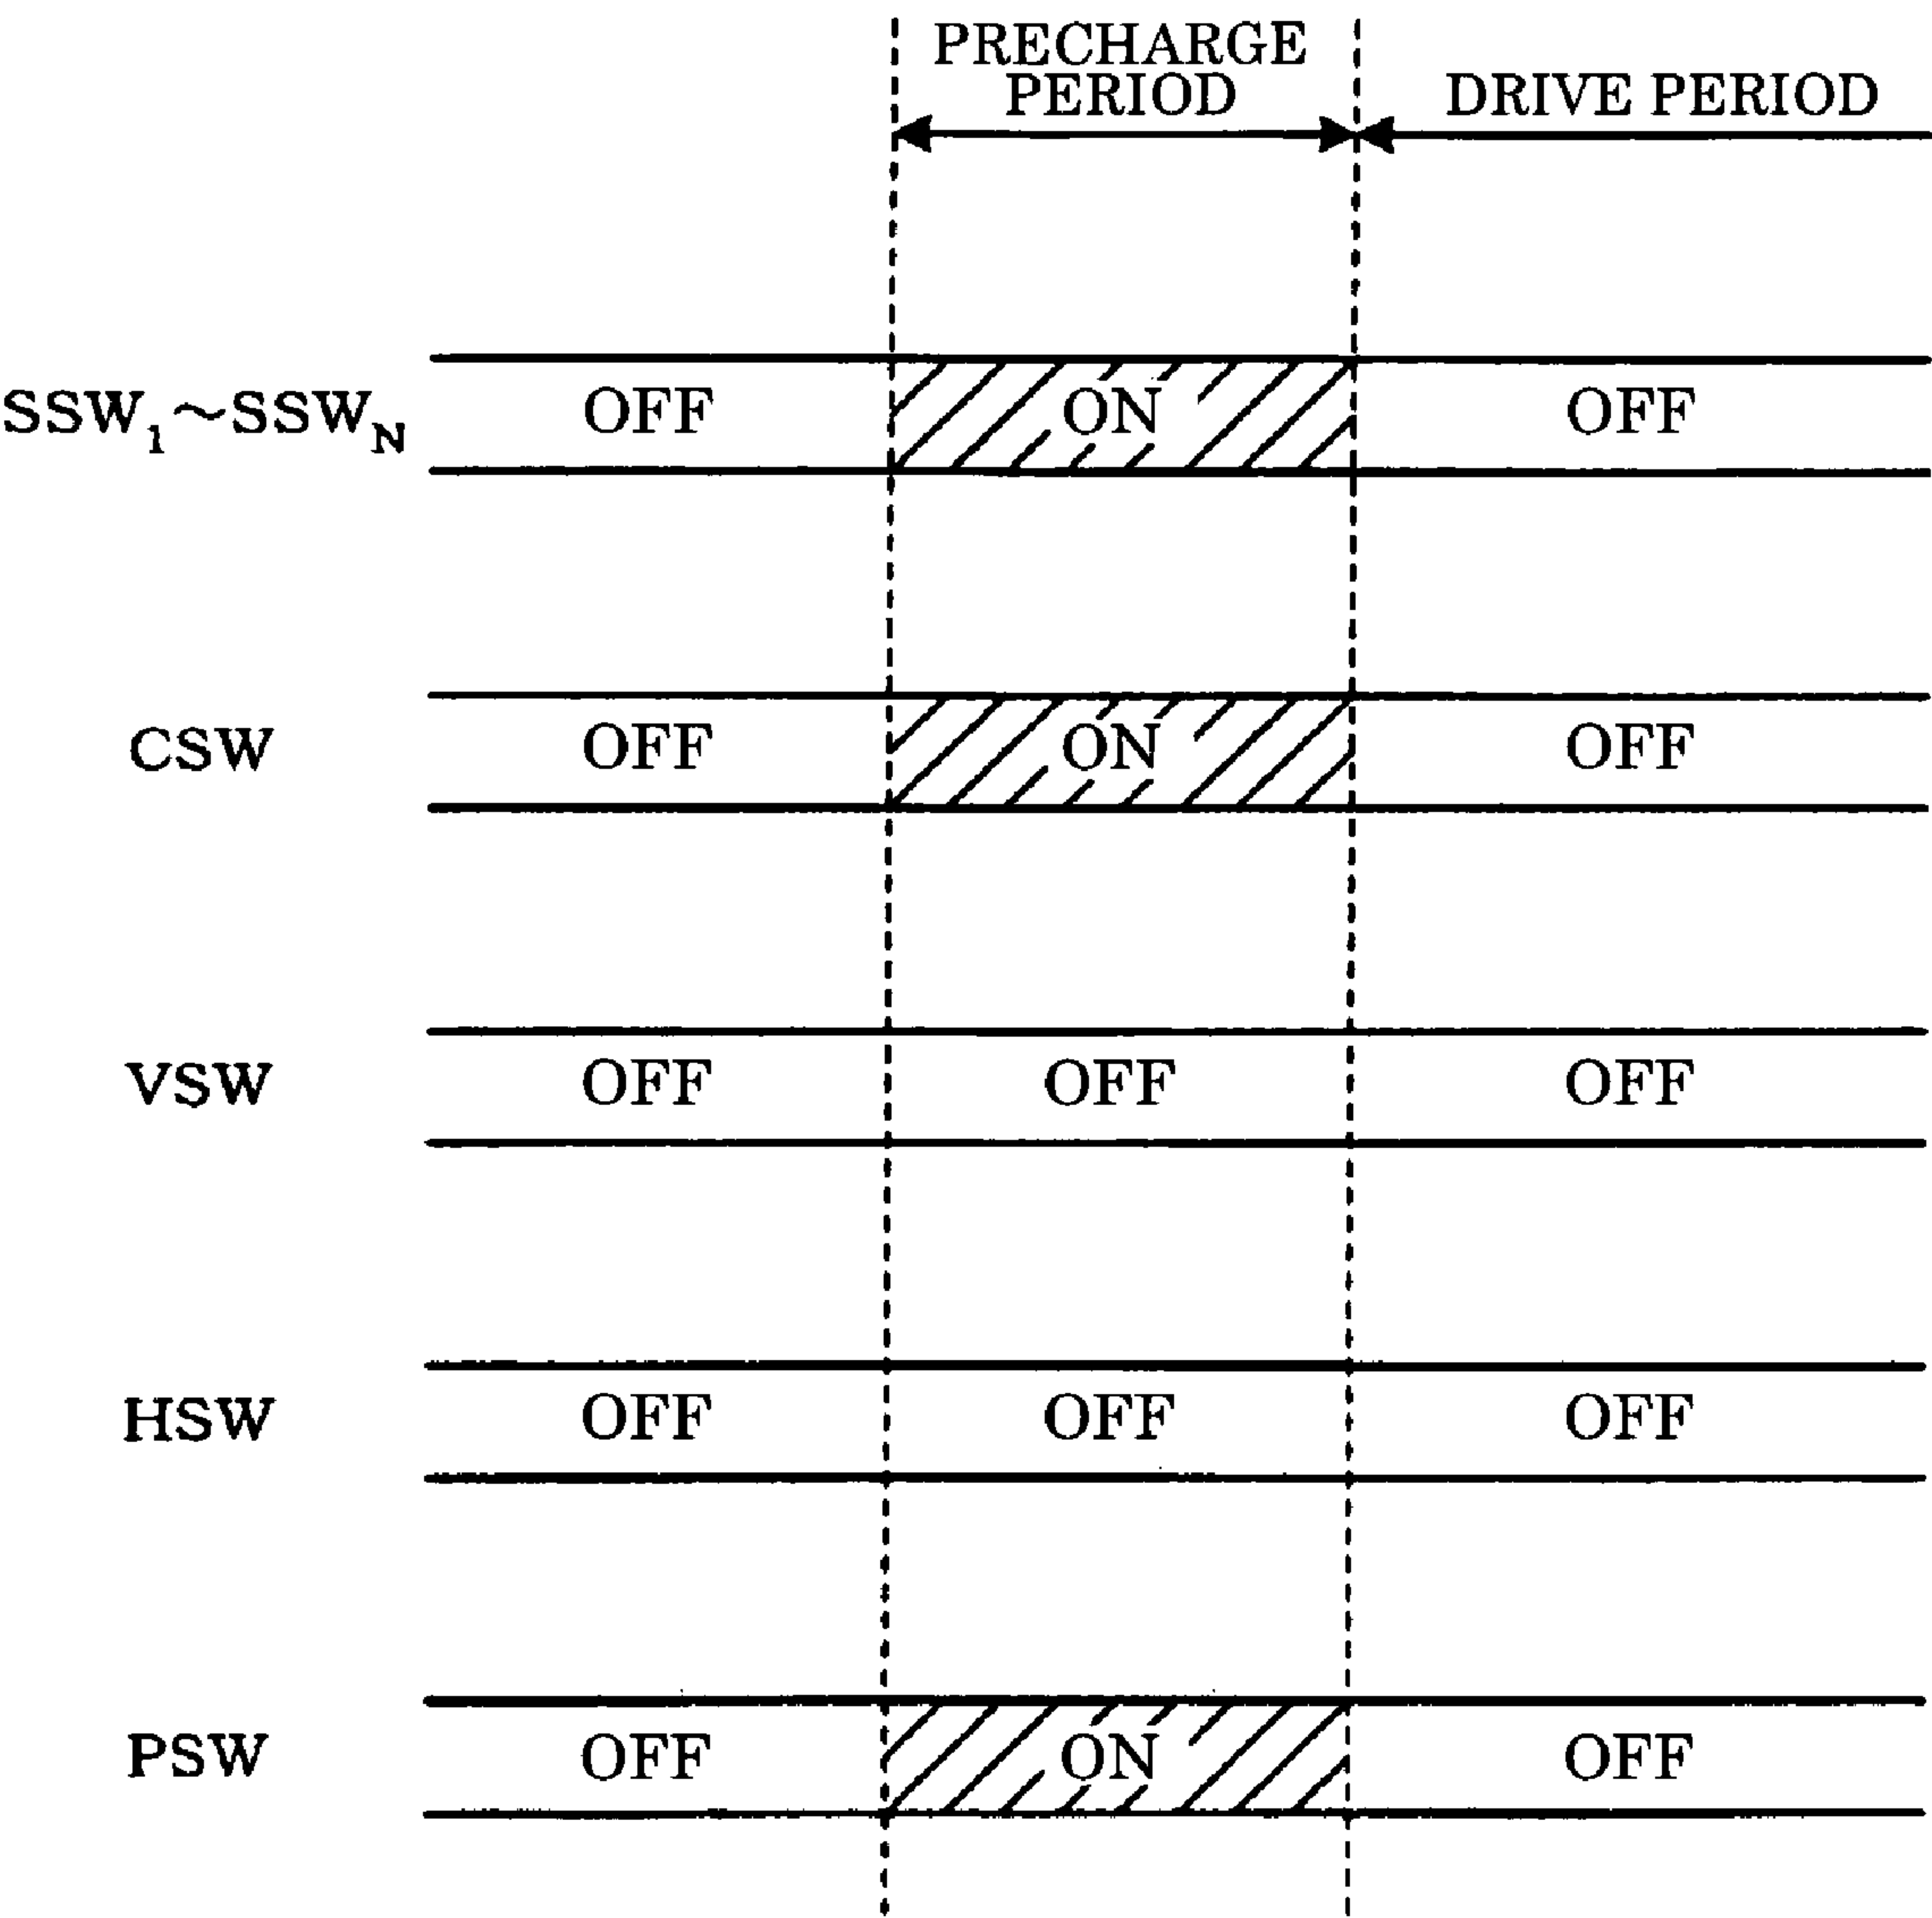 PRECHARGE
PERIOD
DRIVE PERIOD
SSW₁~SSW_N OFF ON OFF
CSW OFF ON OFF
VSW OFF OFF OFF
HSW OFF OFF OFF
PSW OFF ON OFF